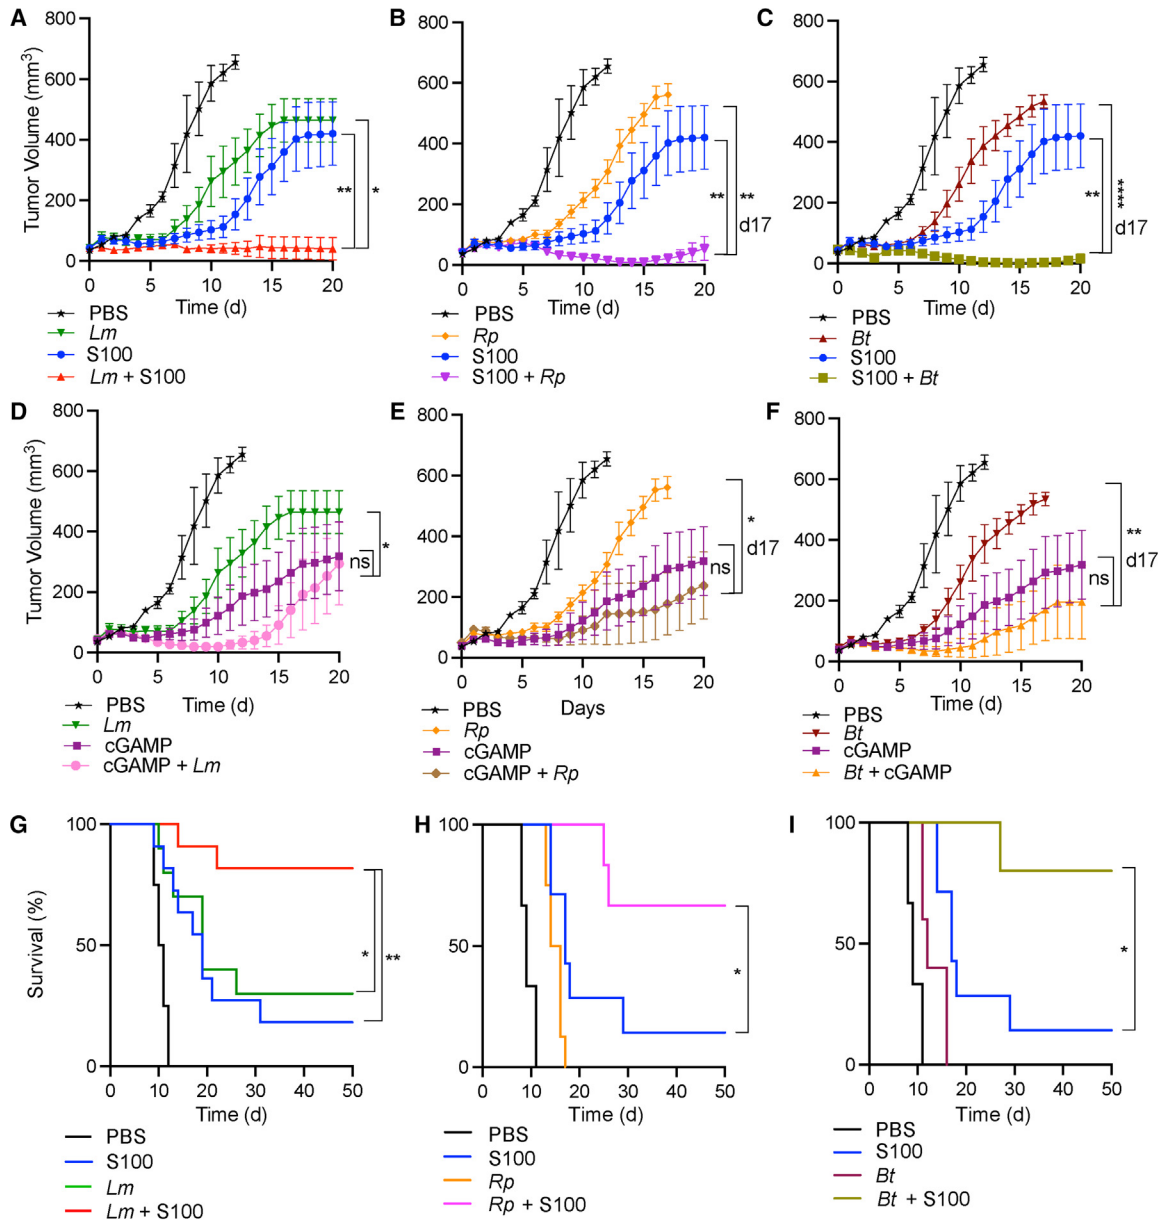 A
800
600
400
200
0
Tumor Volume (mm3)
0 5 10 15 20
Time (d)
** *
PBS
Lm
S100
Lm + S100
B
800
600
400
200
0
0 5 10 15 20
Time (d)
** **
d17
PBS
Rp
S100
S100 + Rp
C
800
600
400
200
0
0 5 10 15 20
Time (d)
** ****
d17
PBS
Bt
S100
S100 + Bt
D
800
600
400
200
0
Tumor Volume (mm3)
0 5 10 15 20
Time (d)
ns *
PBS
Lm
cGAMP
cGAMP + Lm
E
800
600
400
200
0
0 5 10 15 20
Days
ns *
d17
PBS
Rp
cGAMP
cGAMP + Rp
F
800
600
400
200
0
0 5 10 15 20
Time (d)
ns **
d17
PBS
Bt
cGAMP
Bt + cGAMP
G
100
50
0
Survival (%)
0 10 20 30 40 50
Time (d)
* **
PBS
S100
Lm
Lm + S100
H
100
50
0
0 10 20 30 40 50
Time (d)
*
PBS
S100
Rp
Rp + S100
I
100
50
0
0 10 20 30 40 50
Time (d)
*
PBS
S100
Bt
Bt + S100